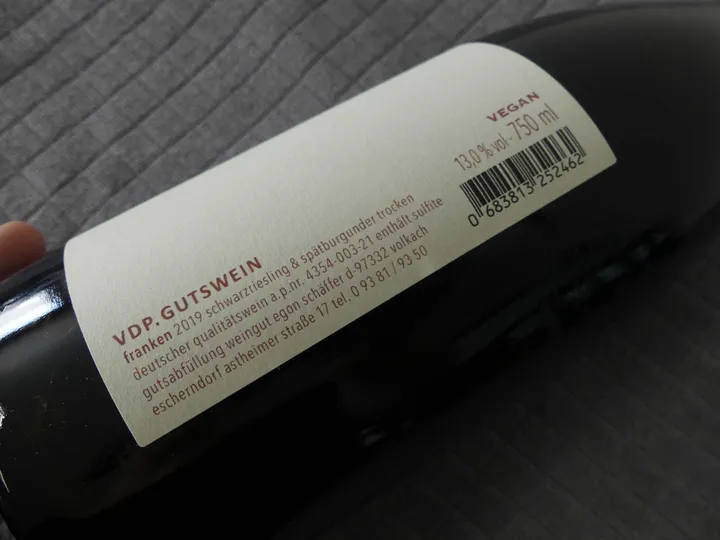 VEGAN
13,0 % vol · 750 ml
0 683813 252462
VDP.GUTSWEIN
franken 2019 schwarzriesling & spätburgunder trocken
deutscher qualitätswein a.p.nr. 4354-003-21 enthält sulfite
gutsabfüllung weingut egon schäffer d-97332 volkach
escherndorf astheimer straße 17 tel. 0 93 81 / 93 50